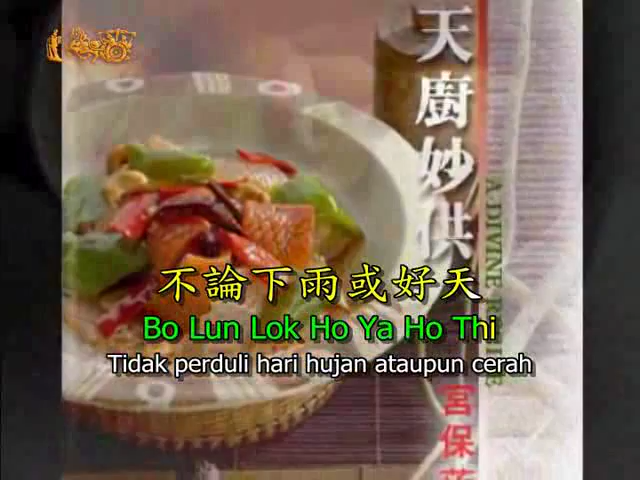 天廚妙供
A DIVINE
不論下雨或好天
Bo Lun Lok Ho Ya Ho Thi
Tidak perduli hari hujan ataupun cerah
宮保